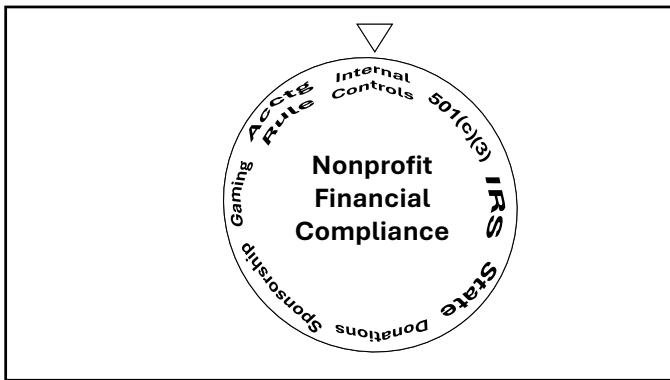 Internal
Controls
501(c)(3)
IRS
State
Donations
Sponsorship
Gaming
Acctg
Rule
Nonprofit
Financial
Compliance